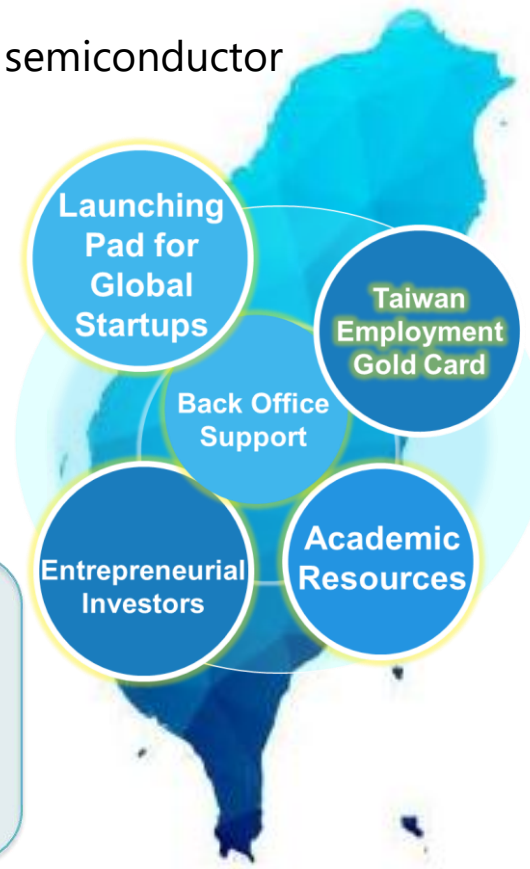 semiconductor
Launching
Pad for
Global
Startups
Taiwan
Employment
Gold Card
Back Office
Support
Entrepreneurial
Investors
Academic
Resources